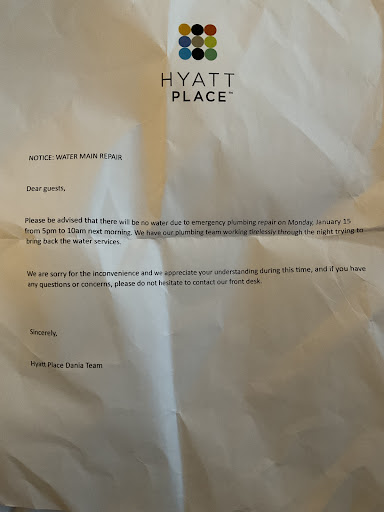 HYATT
PLACE™
NOTICE: WATER MAIN REPAIR
Dear guests,
Please be advised that there will be no water due to emergency plumbing repair on Monday, January 15
from 5pm to 10am next morning. We have our plumbing team working tirelessly through the night trying to
bring back the water services.
We are sorry for the inconvenience and we appreciate your understanding during this time, and if you have
any questions or concerns, please do not hesitate to contact our front desk.
Sincerely,
Hyatt Place Dania Team